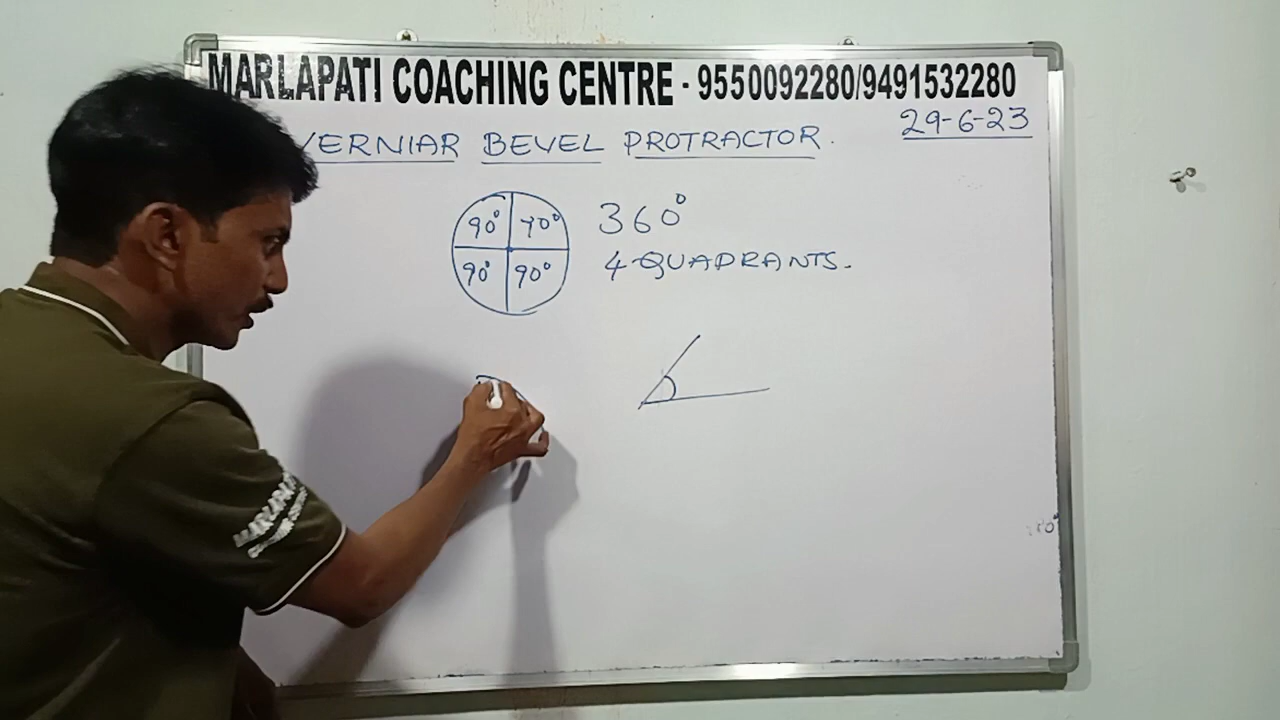 MARLAPATI COACHING CENTRE - 9550092280/9491532280
29-6-23
VERNIAR BEVEL PROTRACTOR.
90° 90° 360°
4 QUADRANTS.
90° 90°